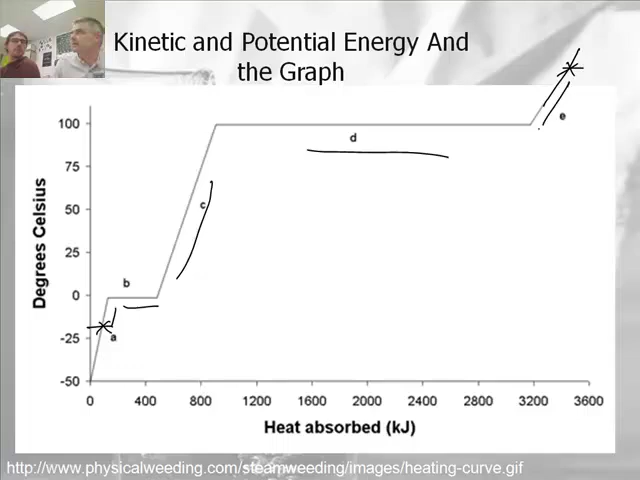 Kinetic and Potential Energy And
the Graph
100
75
50
25
0
-25
-50
Degrees Celsius
a
b
c
d
e
0 400 800 1200 1600 2000 2400 2800 3200 3600
Heat absorbed (kJ)
http://www.physicalweeding.com/steamweeding/images/heating-curve.gif